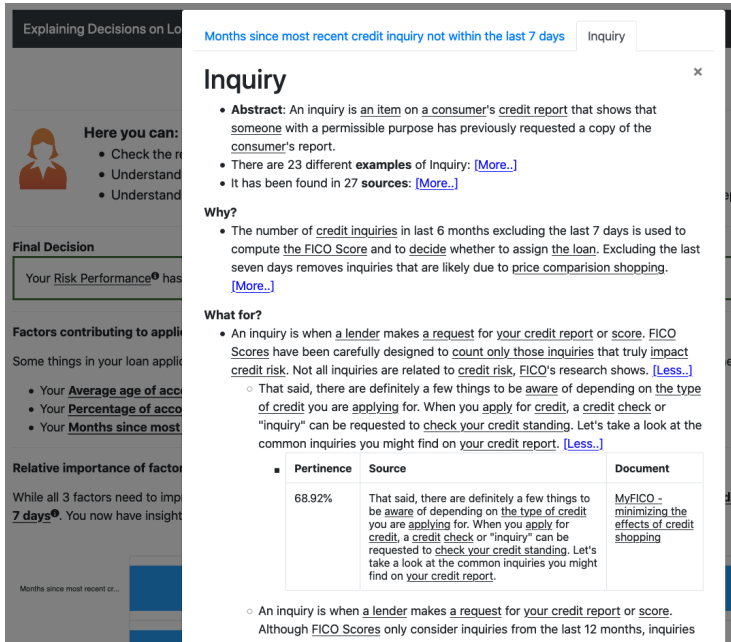 Explaining Decisions on Lo
Months since most recent credit inquiry not within the last 7 days
Inquiry
Inquiry
×
• Abstract: An inquiry is an item on a consumer's credit report that shows that
someone with a permissible purpose has previously requested a copy of the
consumer's report.
• There are 23 different examples of Inquiry: [More..]
• It has been found in 27 sources: [More..]
Here you can:
• Check the re
• Understand
• Understand
Why?
• The number of credit inquiries in last 6 months excluding the last 7 days is used to
compute the FICO Score and to decide whether to assign the loan. Excluding the last
seven days removes inquiries that are likely due to price comparision shopping.
[More..]
Final Decision
Your Risk Performance has
What for?
• An inquiry is when a lender makes a request for your credit report or score. FICO
Scores have been carefully designed to count only those inquiries that truly impact
credit risk. Not all inquiries are related to credit risk, FICO's research shows. [Less..]
Factors contributing to applic
Some things in your loan applic
• Your Average age of acco
• Your Percentage of acco
• Your Months since most
○ That said, there are definitely a few things to be aware of depending on the type
of credit you are applying for. When you apply for credit, a credit check or
"inquiry" can be requested to check your credit standing. Let's take a look at the
common inquiries you might find on your credit report. [Less..]
Relative importance of factor
While all 3 factors need to imp
7 days. You now have insight
Pertinence Source Document
68.92%
That said, there are definitely a few things to
be aware of depending on the type of credit
you are applying for. When you apply for
credit, a credit check or "inquiry" can be
requested to check your credit standing. Let's
take a look at the common inquiries you might
find on your credit report.
MyFICO -
minimizing the
effects of credit
shopping
Months since most recent cr...
○ An inquiry is when a lender makes a request for your credit report or score.
Although FICO Scores only consider inquiries from the last 12 months, inquiries